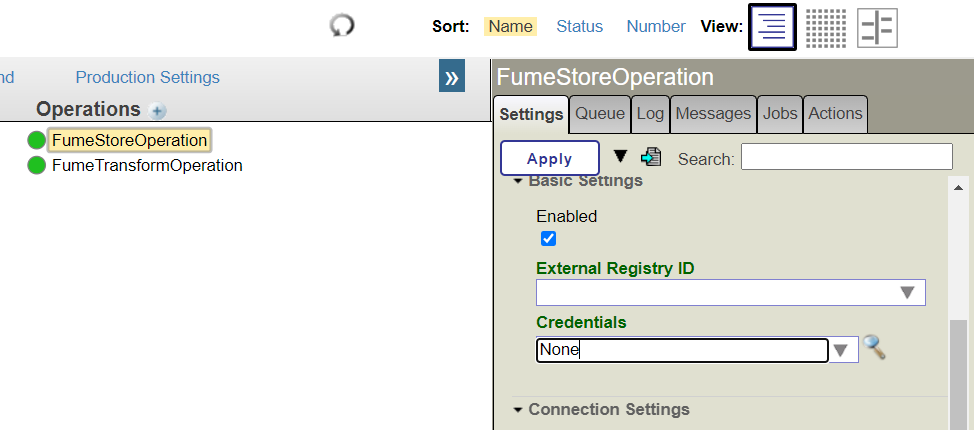 Sort: Name Status Number View:
nd Production Settings »
Operations
FumeStoreOperation
FumeTransformOperation
FumeStoreOperation
Settings Queue Log Messages Jobs Actions
Apply Search:
Basic Settings
Enabled
External Registry ID
Credentials
None
Connection Settings